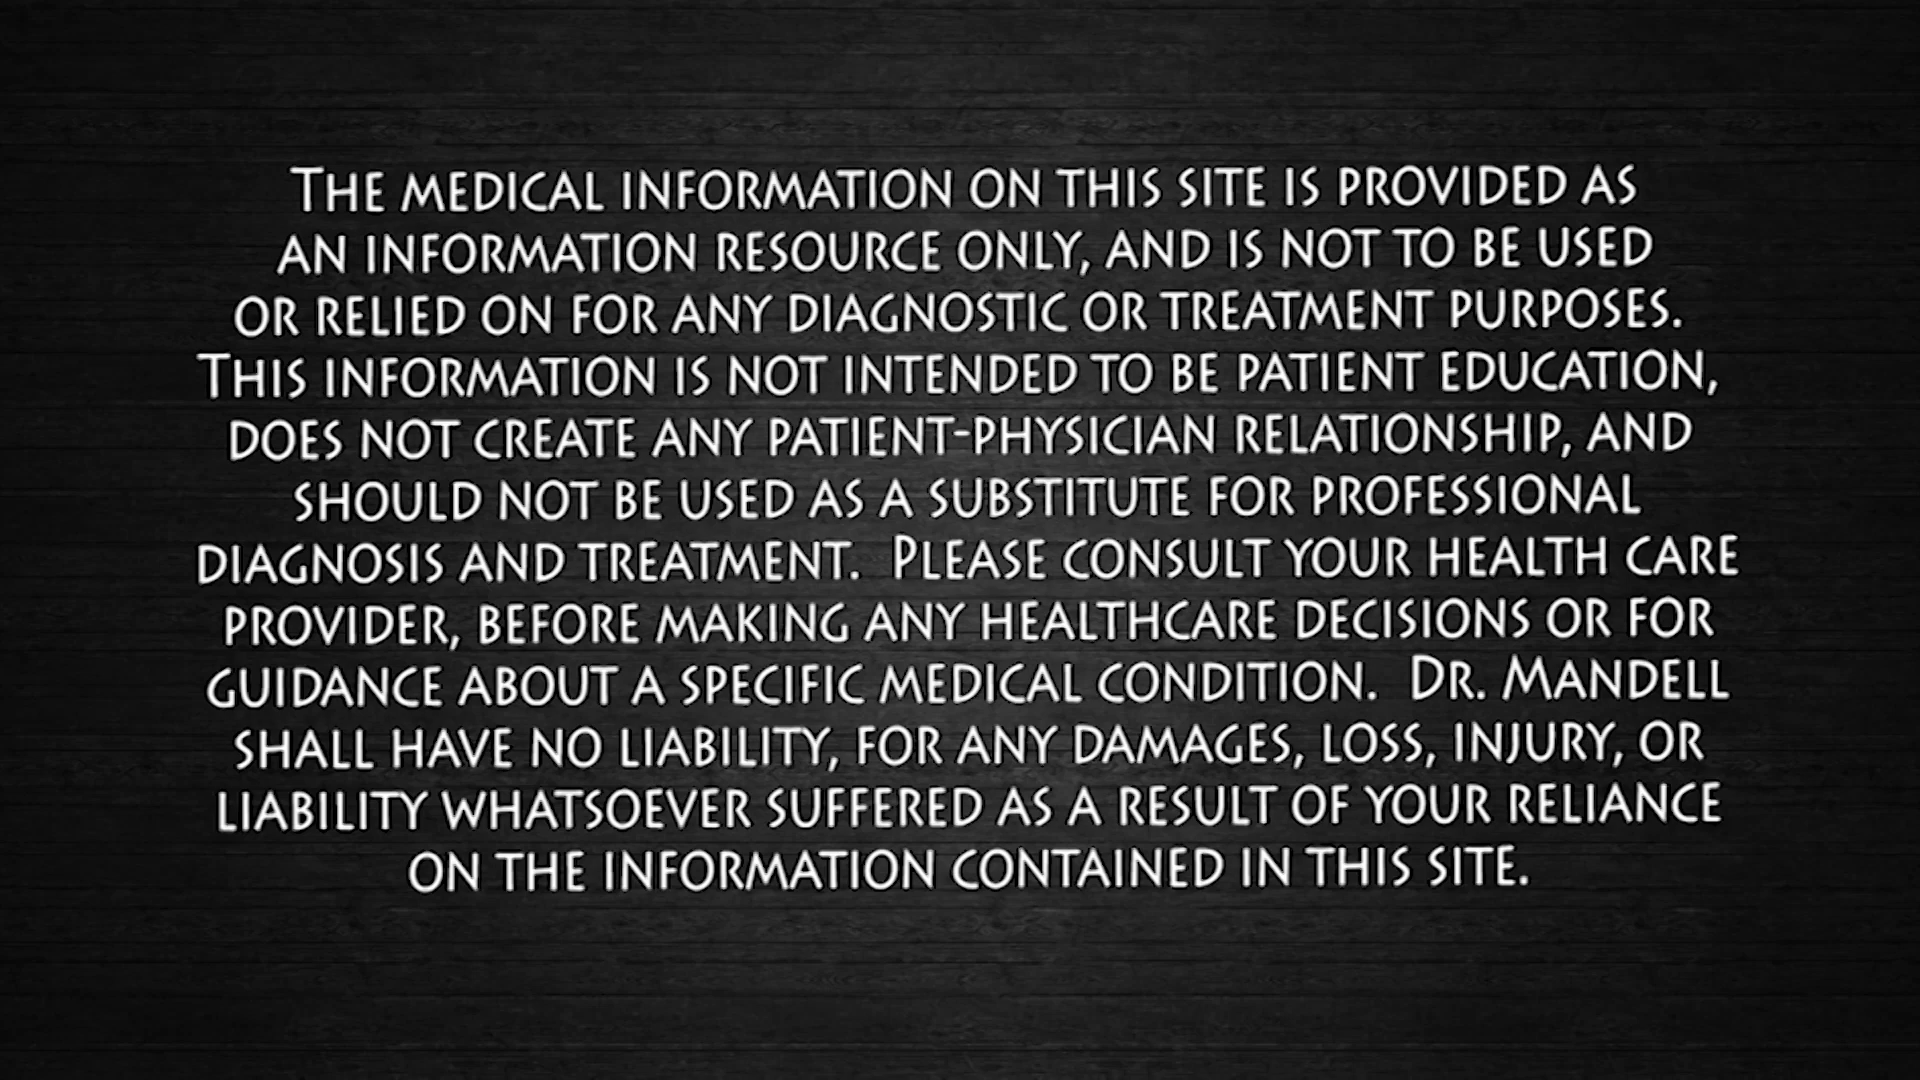 The medical information on this site is provided as
an information resource only, and is not to be used
or relied on for any diagnostic or treatment purposes.
This information is not intended to be patient education,
does not create any patient-physician relationship, and
should not be used as a substitute for professional
diagnosis and treatment.  Please consult your health care
provider, before making any healthcare decisions or for
guidance about a specific medical condition.  Dr. Mandell
shall have no liability, for any damages, loss, injury, or
liability whatsoever suffered as a result of your reliance
on the information contained in this site.